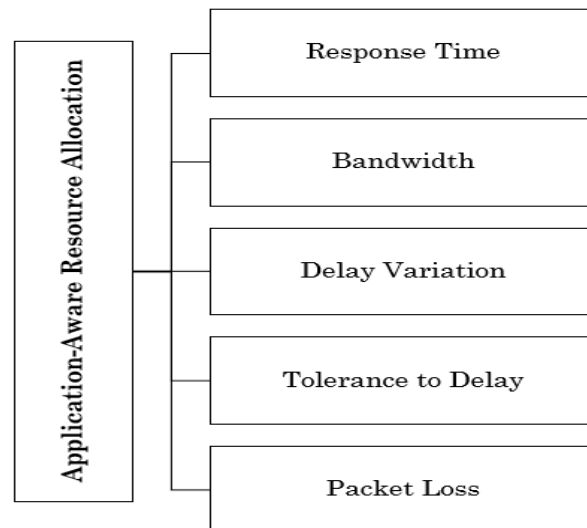 Application-Aware Resource Allocation
Response Time
Bandwidth
Delay Variation
Tolerance to Delay
Packet Loss